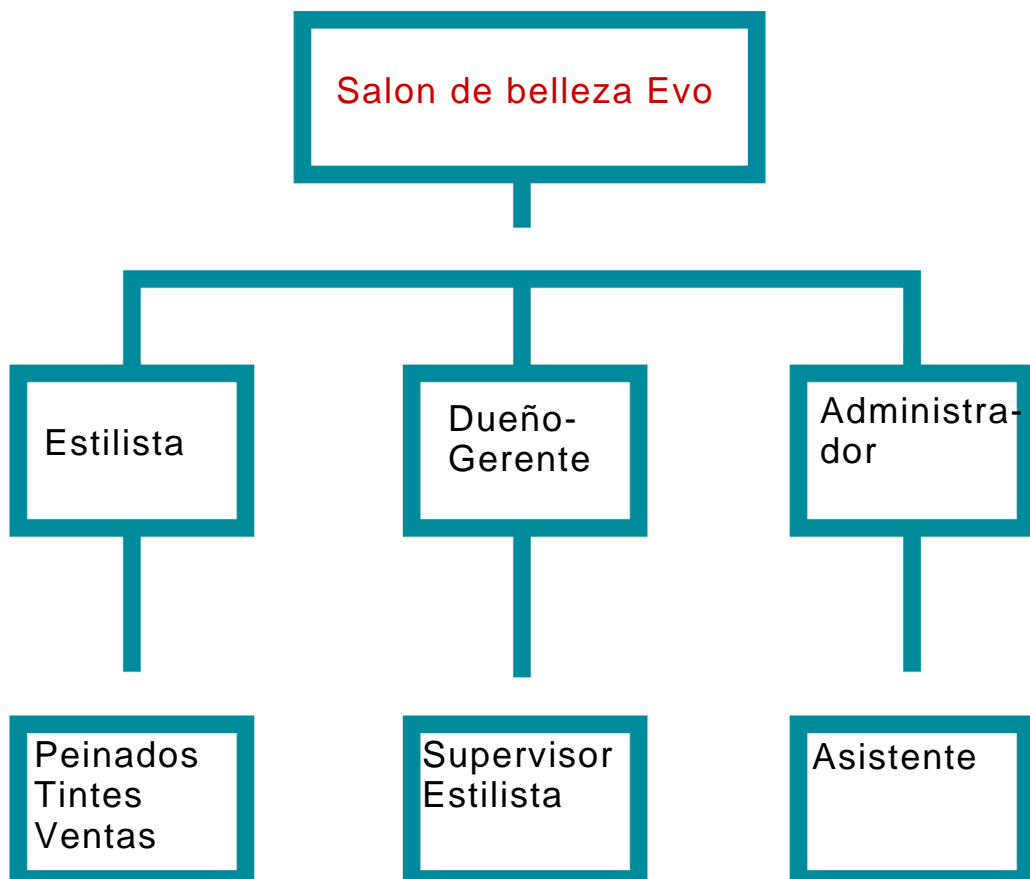 Salon de belleza Evo
Estilista
Dueño-
Gerente
Administra-
dor
Peinados
Tintes
Ventas
Supervisor
Estilista
Asistente